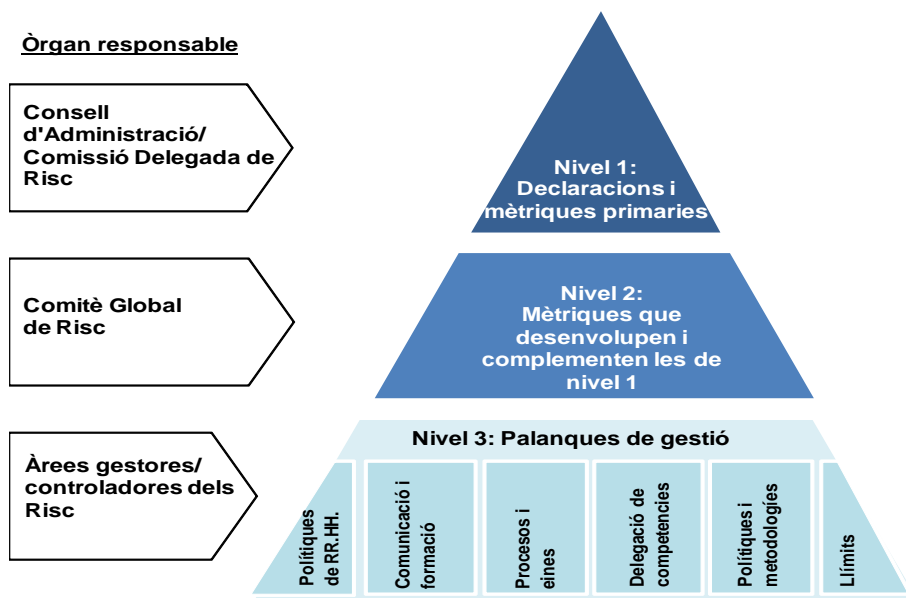 Òrgan responsable
Consell
d'Administració/
Comissió Delegada de
Risc
Nivel 1:
Declaracions i
mètriques primaries
Comitè Global
de Risc
Nivel 2:
Mètriques que
desenvolupen i
complementen les de
nivel 1
Àrees gestores/
controladores dels
Risc
Nivel 3: Palanques de gestió
Polítiques
de RR.HH.
Comunicació i
formació
Procesos i
eines
Delegació de
competencies
Polítiques i
metodologíes
Llímits